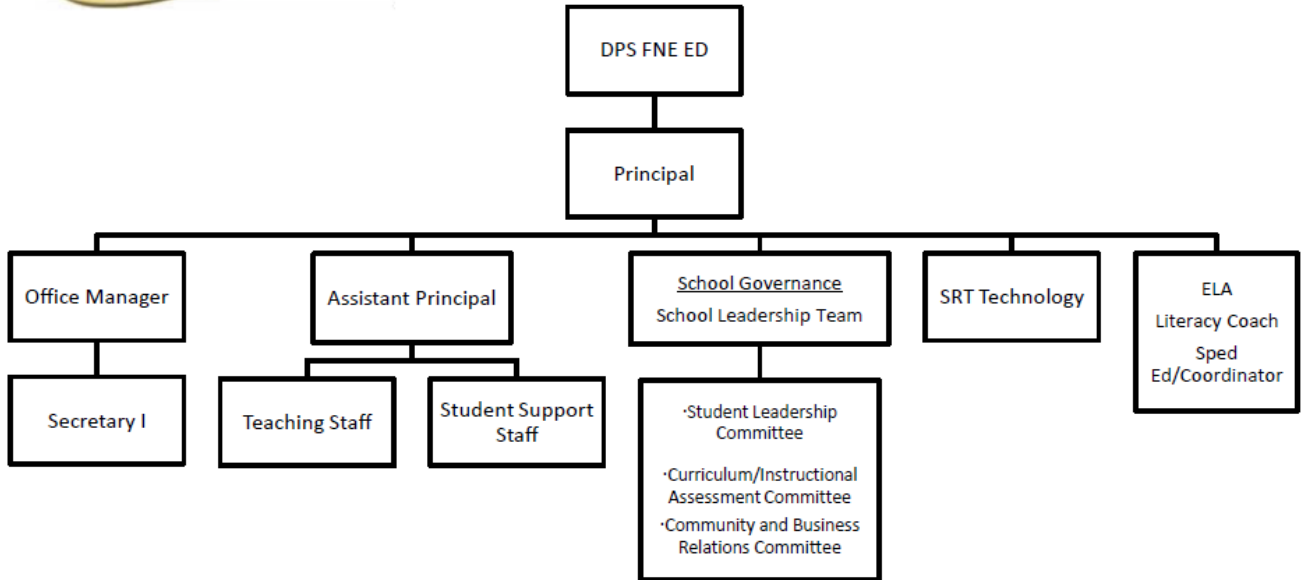 DPS FNE ED
Principal
Office Manager
Assistant Principal
School Governance
School Leadership Team
SRT Technology
ELA
Literacy Coach
Sped
Ed/Coordinator
Secretary I
Teaching Staff
Student Support
Staff
·Student Leadership
Committee
·Curriculum/Instructional
Assessment Committee
·Community and Business
Relations Committee